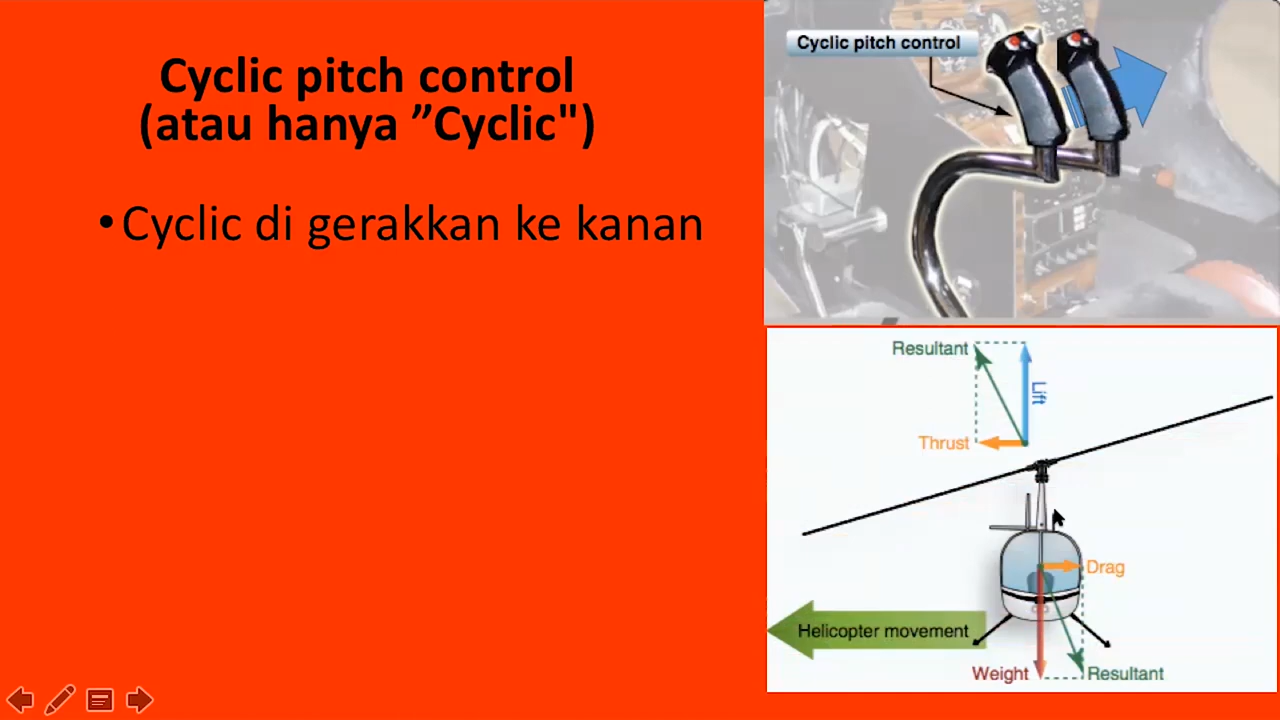 Cyclic pitch control
(atau hanya ”Cyclic")
•Cyclic di gerakkan ke kanan
Cyclic pitch control
Resultant
Lift
Thrust
Drag
Helicopter movement
Weight
Resultant